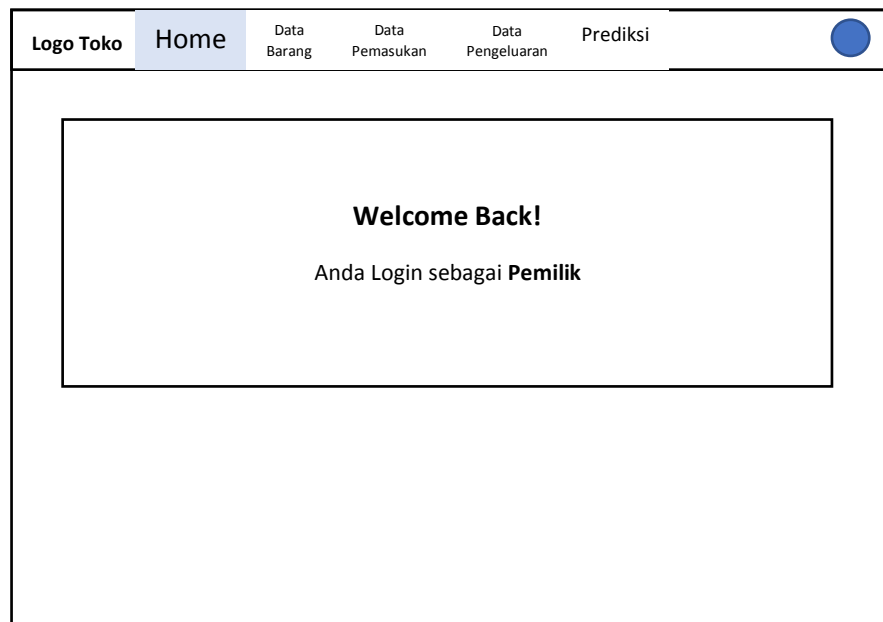 Logo Toko
Home
Data
Barang
Data
Pemasukan
Data
Pengeluaran
Prediksi
Welcome Back!
Anda Login sebagai Pemilik